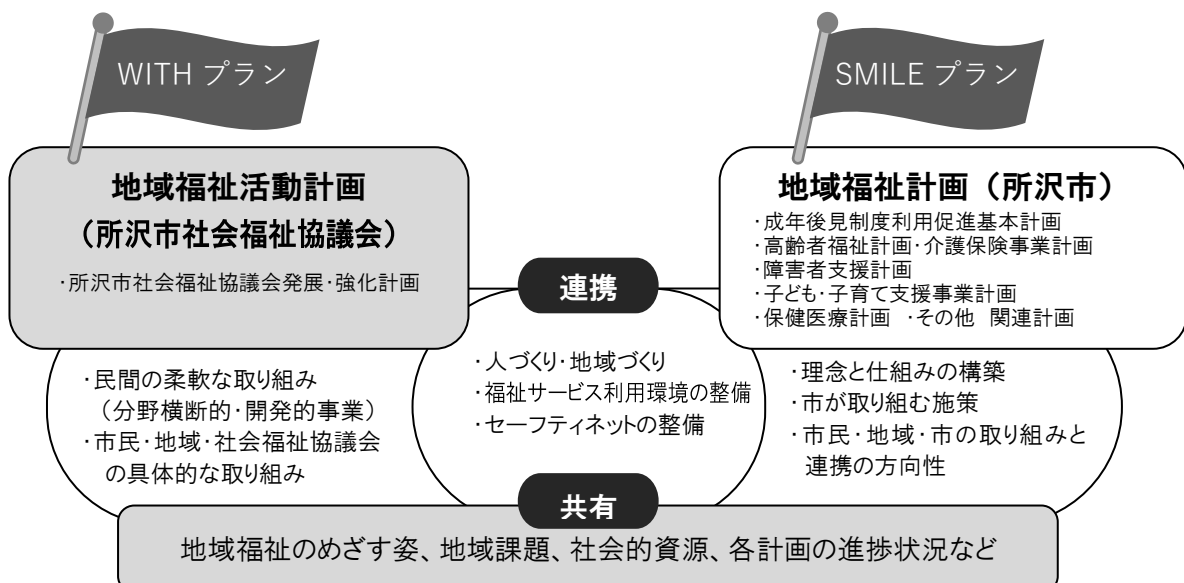 WITH プラン
SMILE プラン
地域福祉活動計画
（所沢市社会福祉協議会）
・所沢市社会福祉協議会発展・強化計画
地域福祉計画（所沢市）
・成年後見制度利用促進基本計画
・高齢者福祉計画・介護保険事業計画
・障害者支援計画
・子ども・子育て支援事業計画
・保健医療計画　・その他　関連計画
連携
・民間の柔軟な取り組み
（分野横断的・開発的事業）
・市民・地域・社会福祉協議会
の具体的な取り組み
・人づくり・地域づくり
・福祉サービス利用環境の整備
・セーフティネットの整備
・理念と仕組みの構築
・市が取り組む施策
・市民・地域・市の取り組みと
連携の方向性
共有
地域福祉のめざす姿、地域課題、社会的資源、各計画の進捗状況など